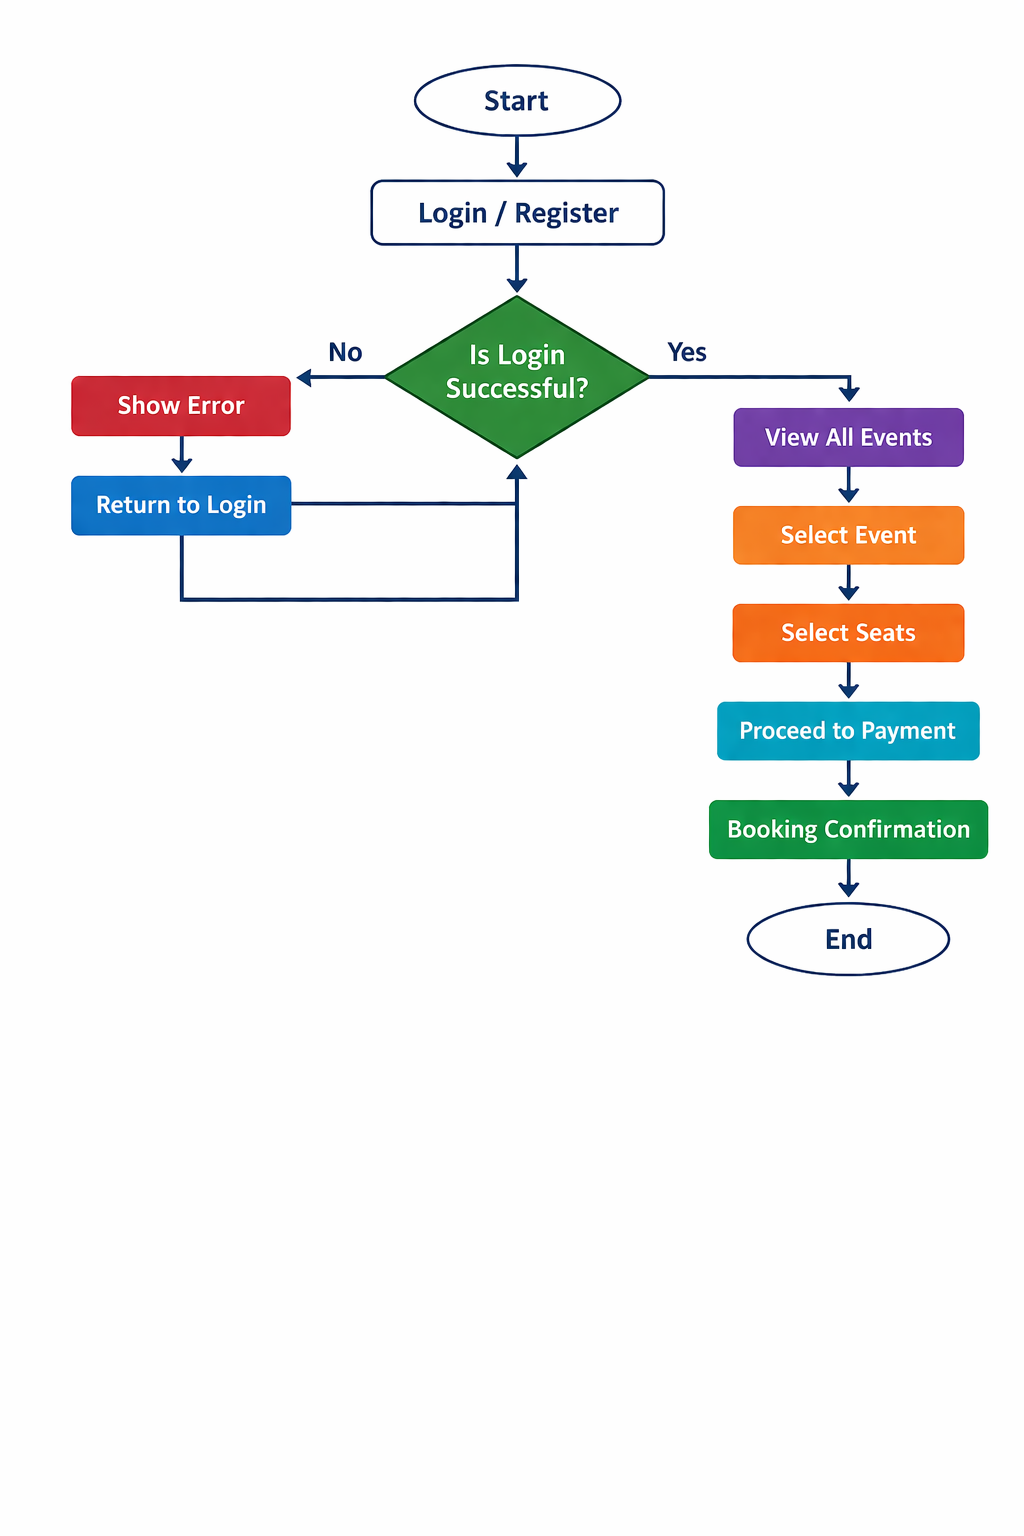 Start
Login / Register
Is Login
Successful?
No
Yes
Show Error
Return to Login
View All Events
Select Event
Select Seats
Proceed to Payment
Booking Confirmation
End